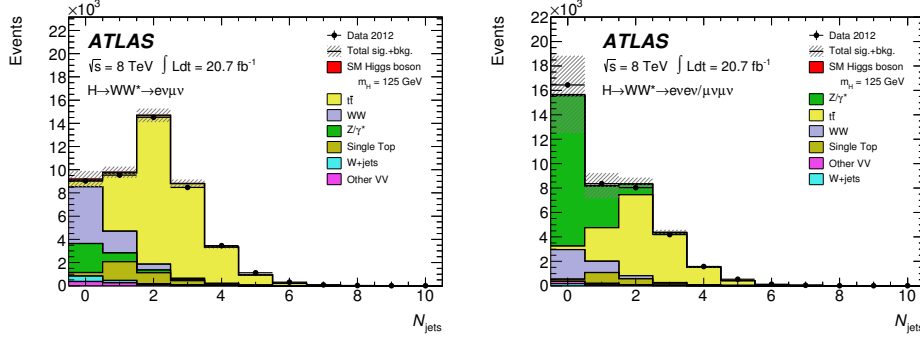 ×10³
Events
22
20
18
16
14
12
10
8
6
4
2
0
ATLAS
√s = 8 TeV ∫ Ldt = 20.7 fb⁻¹
H→WW*→eνμν
Data 2012
Total sig.+bkg.
SM Higgs boson
m_H = 125 GeV
tt̄
WW
Z/γ*
Single Top
W+jets
Other VV
0 2 4 6 8 10
N_jets
×10³
Events
22
20
18
16
14
12
10
8
6
4
2
0
ATLAS
√s = 8 TeV ∫ Ldt = 20.7 fb⁻¹
H→WW*→eνeν/μνμν
Data 2012
Total sig.+bkg.
SM Higgs boson
m_H = 125 GeV
Z/γ*
tt̄
WW
Single Top
Other VV
W+jets
0 2 4 6 8 10
N_jets